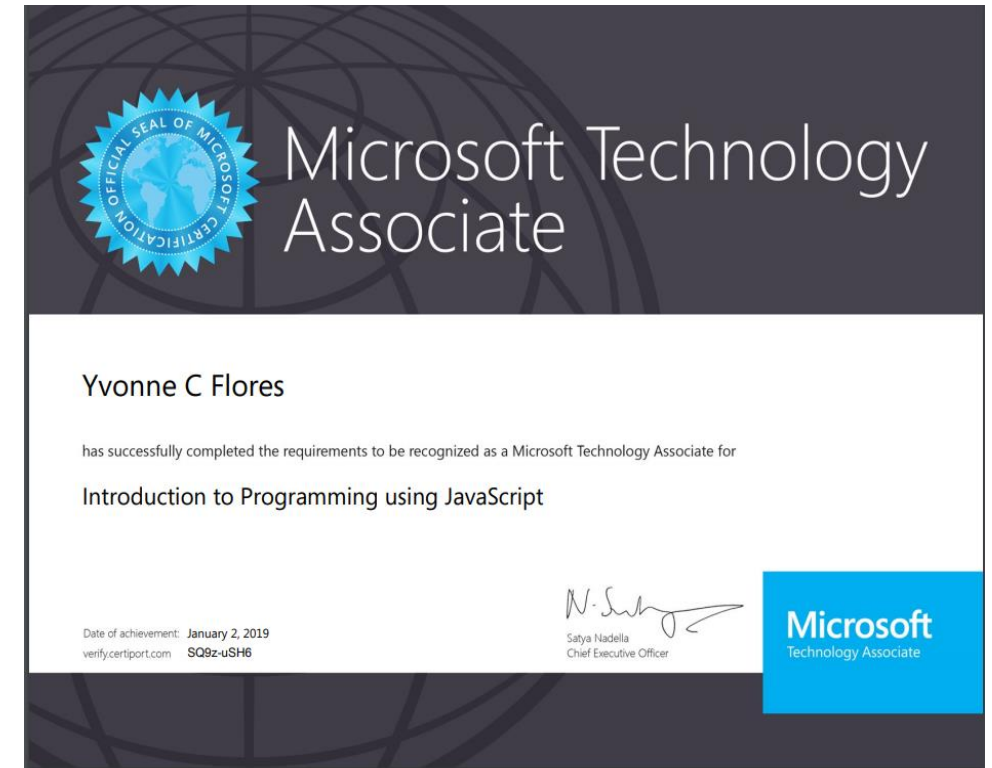 OFFICIAL SEAL OF MICROSOFT CERTIFICATION
Microsoft Technology
Associate
Yvonne C Flores
has successfully completed the requirements to be recognized as a Microsoft Technology Associate for
Introduction to Programming using JavaScript
Date of achievement: January 2, 2019
verify.certiport.com SQ9z-uSH6
Satya Nadella
Chief Executive Officer
Microsoft
Technology Associate